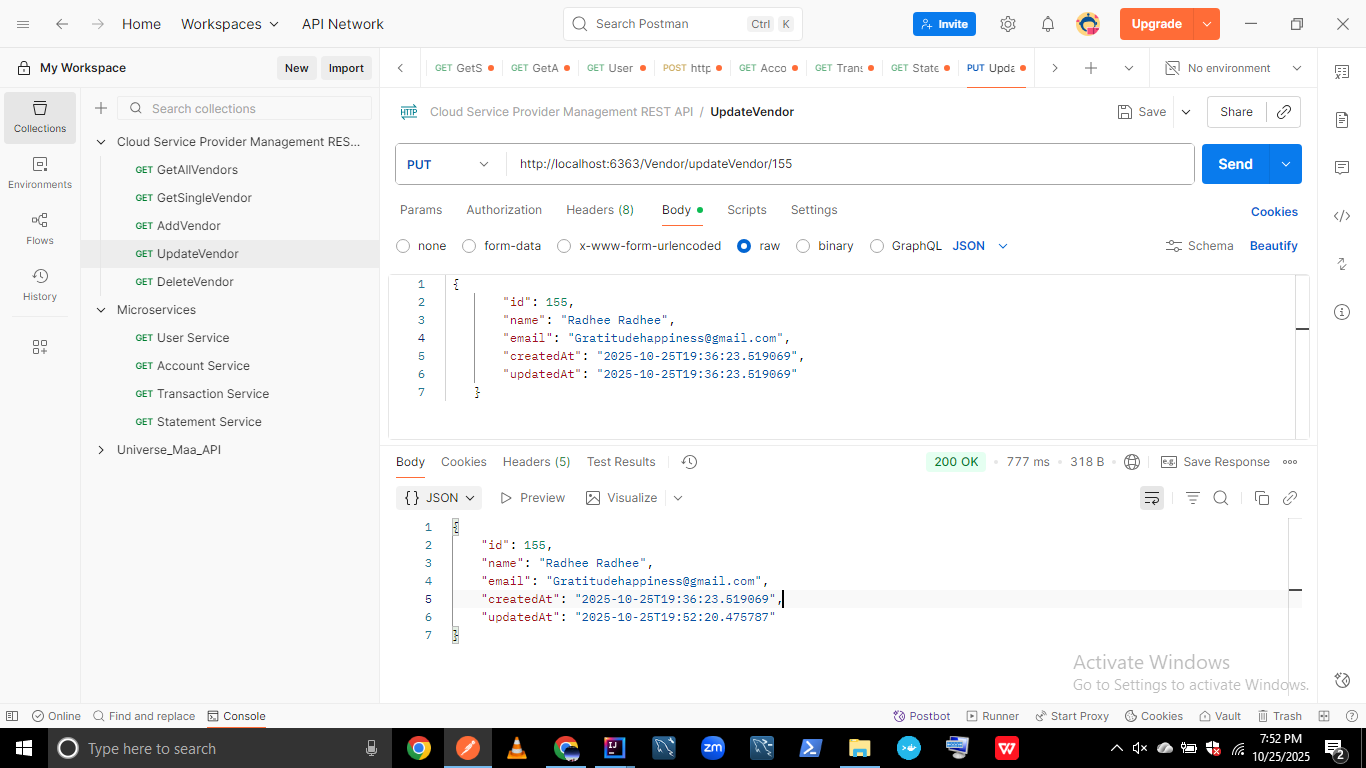 Home
Workspaces
API Network
Search Postman
Ctrl
K
Invite
Upgrade
My Workspace
New
Import
GET GetS
GET GetA
GET User
POST http
GET Acco
GET Trans
GET State
PUT Upda
No environment
Collections
Environments
Flows
History
Search collections
Cloud Service Provider Management RES...
GET GetAllVendors
GET GetSingleVendor
GET AddVendor
GET UpdateVendor
GET DeleteVendor
Microservices
GET User Service
GET Account Service
GET Transaction Service
GET Statement Service
Universe_Maa_API
HTTP
Cloud Service Provider Management REST API / UpdateVendor
Save
Share
PUT
http://localhost:6363/Vendor/updateVendor/155
Send
Params
Authorization
Headers (8)
Body
Scripts
Settings
Cookies
none
form-data
x-www-form-urlencoded
raw
binary
GraphQL
JSON
Schema
Beautify
1 {
2 "id": 155,
3 "name": "Radhee Radhee",
4 "email": "Gratitudehappiness@gmail.com",
5 "createdAt": "2025-10-25T19:36:23.519069",
6 "updatedAt": "2025-10-25T19:36:23.519069"
7 }
Body
Cookies
Headers (5)
Test Results
200 OK
777 ms
318 B
e.g.
Save Response
{} JSON
Preview
Visualize
1 {
2 "id": 155,
3 "name": "Radhee Radhee",
4 "email": "Gratitudehappiness@gmail.com",
5 "createdAt": "2025-10-25T19:36:23.519069",
6 "updatedAt": "2025-10-25T19:52:20.475787"
7 }
Activate Windows
Go to Settings to activate Windows.
Online
Find and replace
Console
Postbot
Runner
Start Proxy
Cookies
Vault
Trash
Type here to search
zm
7:52 PM
10/25/2025
2